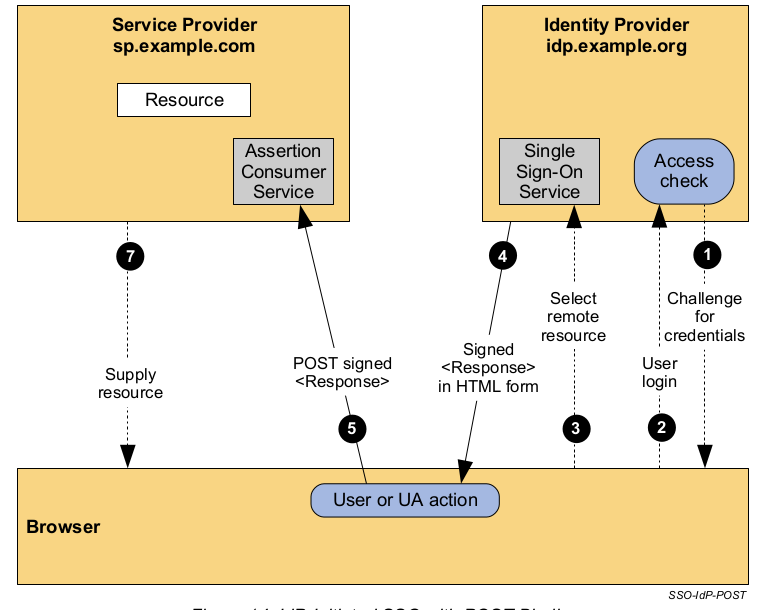 Service Provider
sp.example.com
Resource
Assertion
Consumer
Service
Identity Provider
idp.example.org
Single
Sign-On
Service
Access
check
7
4
1
Select
remote
resource
Challenge
for
credentials
POST signed
<Response>
Signed
<Response>
in HTML form
Supply
resource
User
login
5
3
2
User or UA action
Browser
SSO-IdP-POST